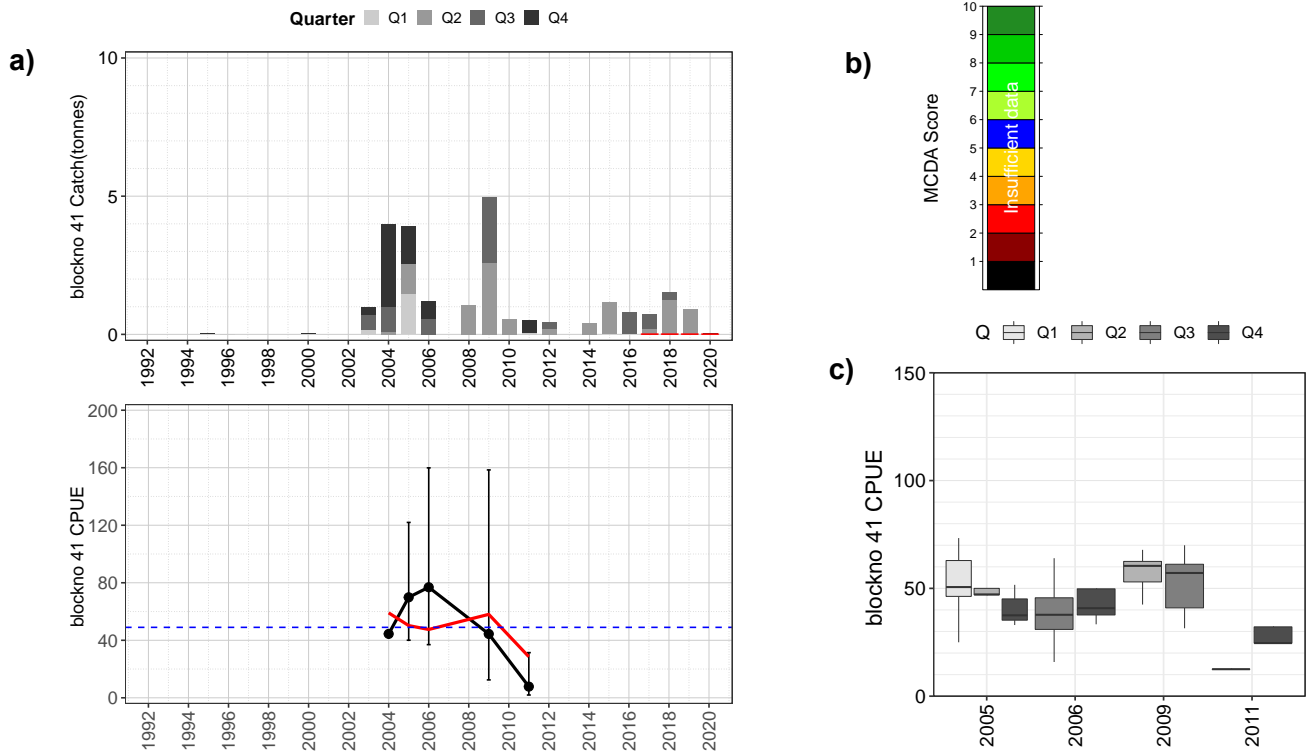 Quarter Q1 Q2 Q3 Q4
a)
blockno 41 Catch(tonnes)
10
5
0
1992 1994 1996 1998 2000 2002 2004 2006 2008 2010 2012 2014 2016 2018 2020
blockno 41 CPUE
200
160
120
80
40
0
1992 1994 1996 1998 2000 2002 2004 2006 2008 2010 2012 2014 2016 2018 2020
b)
MCDA Score
10
9
8
7
6
5
4
3
2
1
Insufficient data
Q Q1 Q2 Q3 Q4
c)
blockno 41 CPUE
150
100
50
0
2005 2006 2009 2011